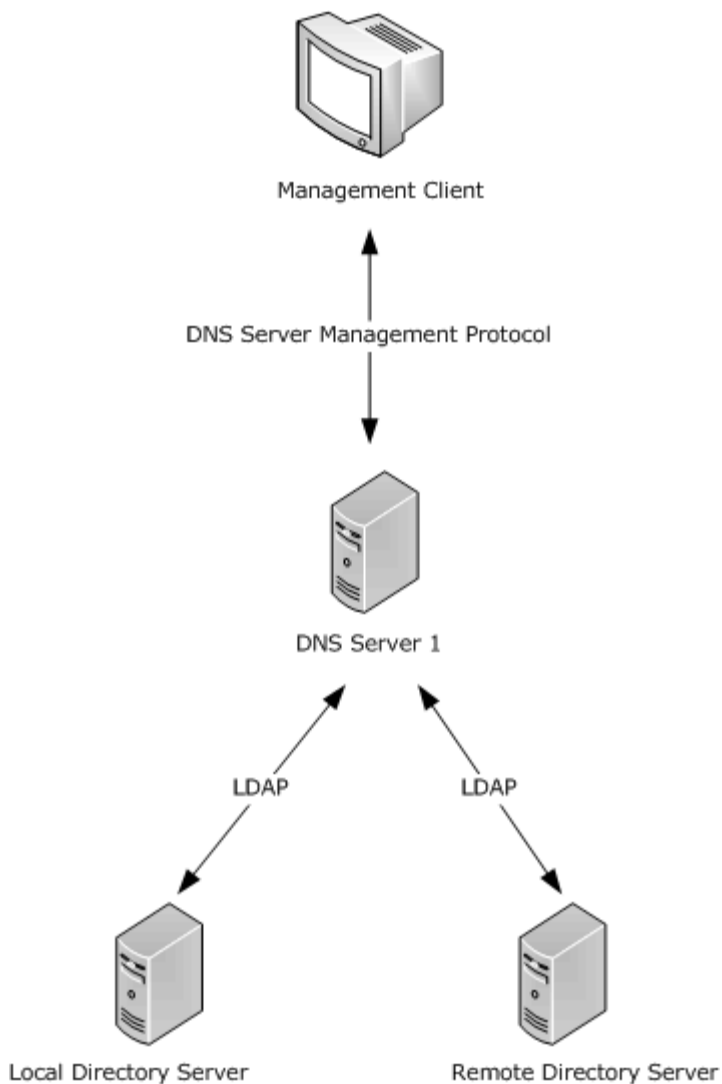 Management Client
DNS Server Management Protocol
DNS Server 1
LDAP
LDAP
Local Directory Server
Remote Directory Server